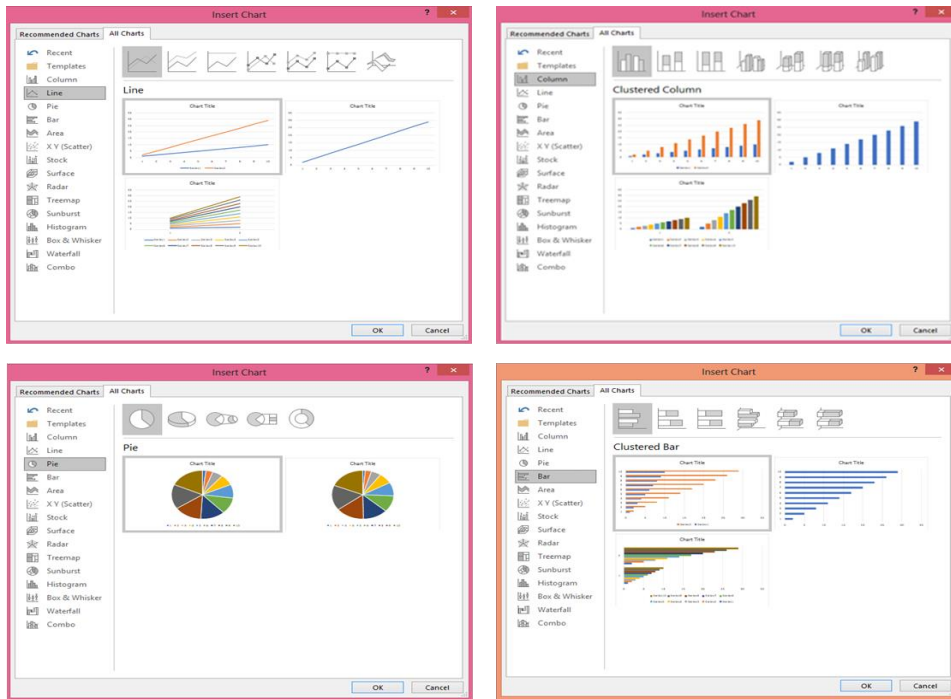 Insert Chart
? ×
Recommended Charts All Charts
Recent
Templates
Column
Line
Pie
Bar
Area
X Y (Scatter)
Stock
Surface
Radar
Treemap
Sunburst
Histogram
Box & Whisker
Waterfall
Combo
Line
Chart Title
Chart Title
Chart Title
OK Cancel
Insert Chart
? ×
Recommended Charts All Charts
Recent
Templates
Column
Line
Pie
Bar
Area
X Y (Scatter)
Stock
Surface
Radar
Treemap
Sunburst
Histogram
Box & Whisker
Waterfall
Combo
Clustered Column
Chart Title
Chart Title
Chart Title
OK Cancel
Insert Chart
? ×
Recommended Charts All Charts
Recent
Templates
Column
Line
Pie
Bar
Area
X Y (Scatter)
Stock
Surface
Radar
Treemap
Sunburst
Histogram
Box & Whisker
Waterfall
Combo
Pie
Chart Title
Chart Title
OK Cancel
Insert Chart
? ×
Recommended Charts All Charts
Recent
Templates
Column
Line
Pie
Bar
Area
X Y (Scatter)
Stock
Surface
Radar
Treemap
Sunburst
Histogram
Box & Whisker
Waterfall
Combo
Clustered Bar
Chart Title
Chart Title
Chart Title
OK Cancel